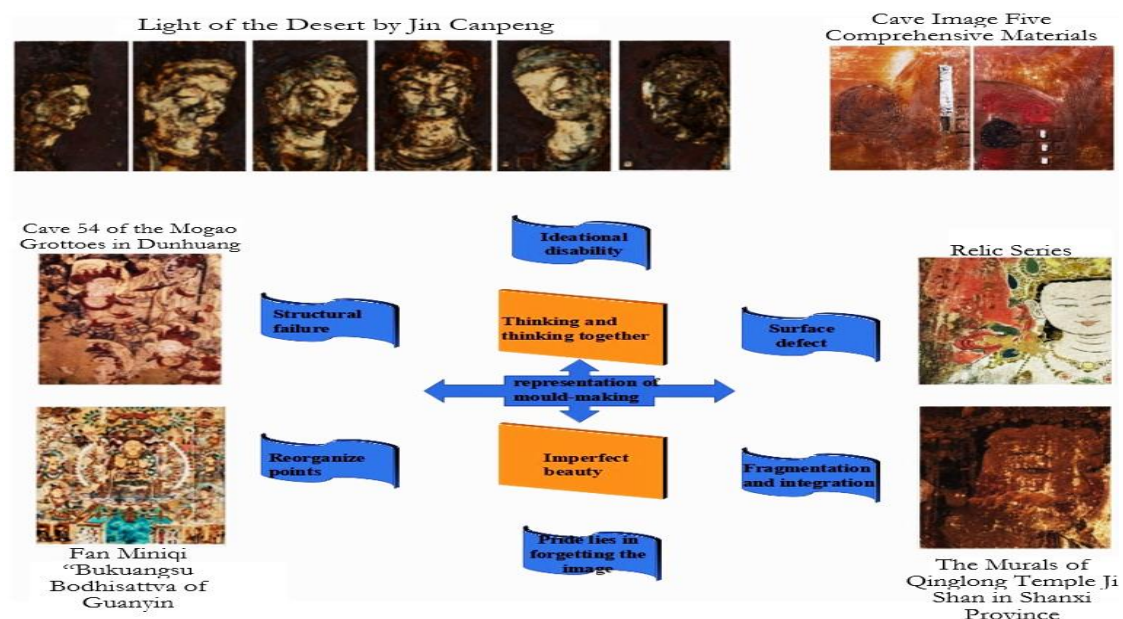 Light of the Desert by Jin Canpeng
Cave Image Five
Comprehensive Materials
Cave 54 of the Mogao
Grottoes in Dunhuang
Ideational
disability
Relic Series
Structural
failure
Thinking and
thinking together
Surface
defect
representation of
mould-making
Reorganize
points
Imperfect
beauty
Fragmentation
and integration
Pride lies in
forgetting the
image
Fan Miniqi
“Bukuangsu
Bodhisattva of
Guanyin
The Murals of
Qinglong Temple Ji
Shan in Shanxi
Province